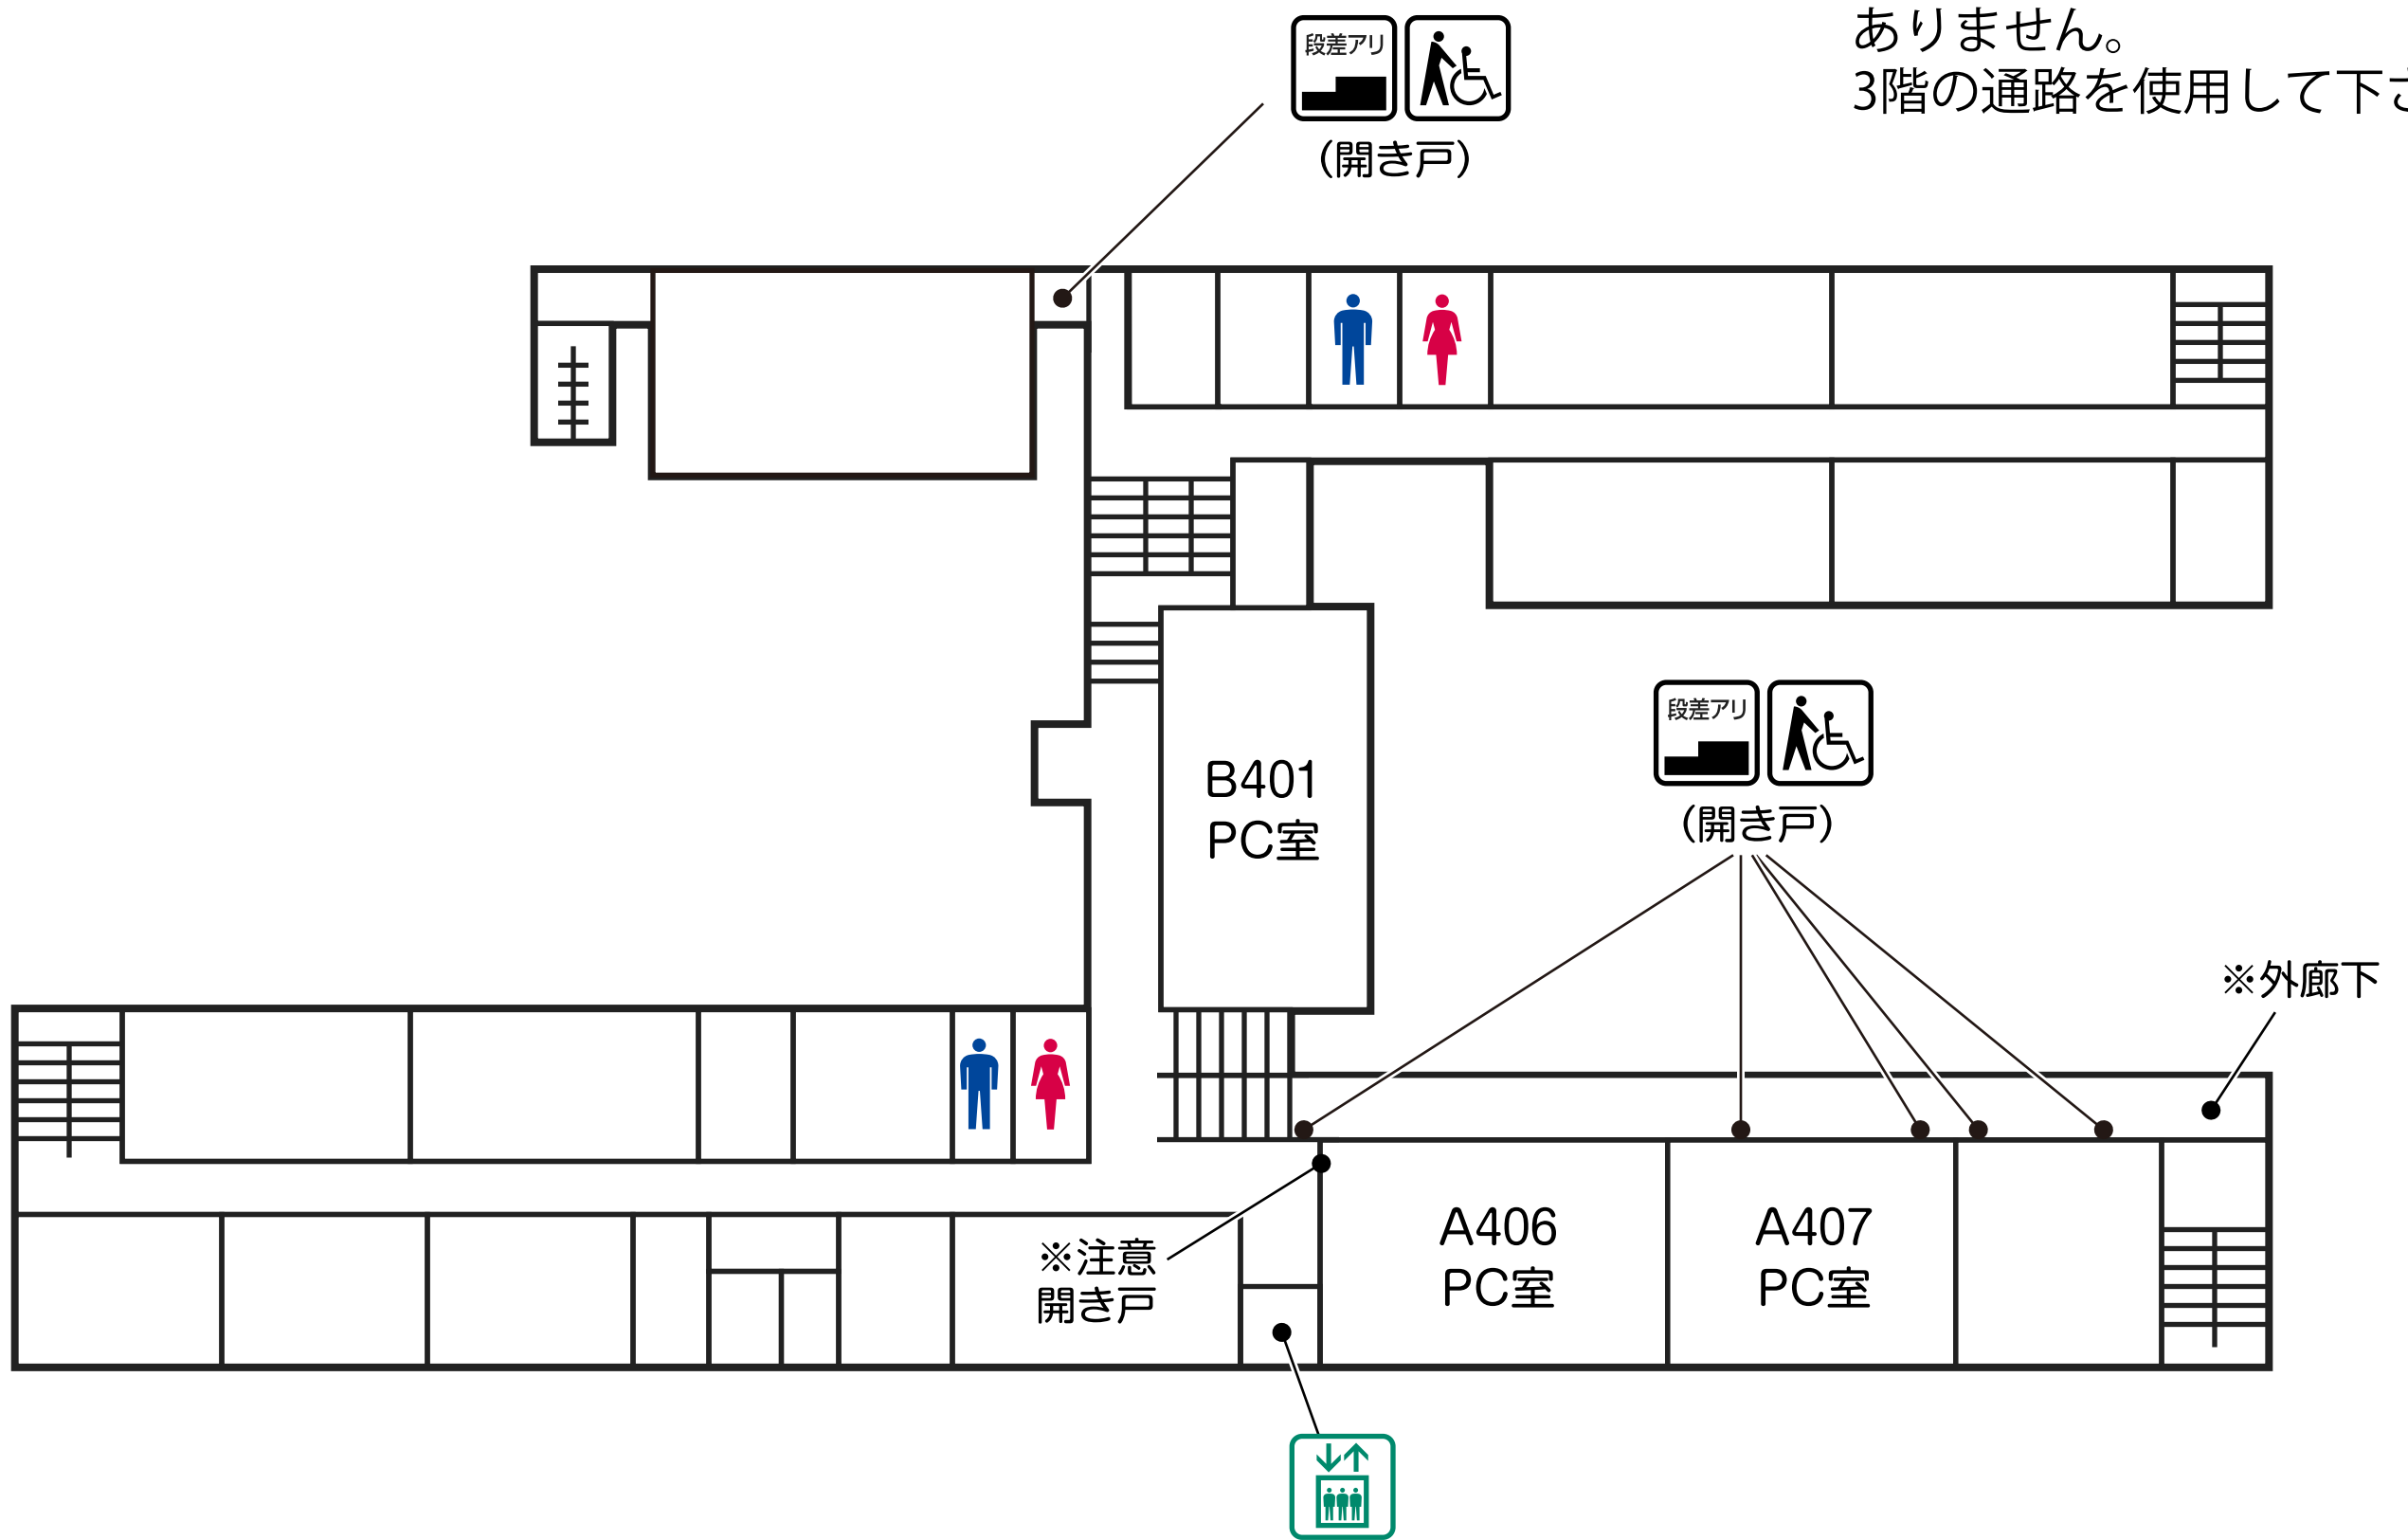 ありません。
3階の通路を使用して下さ
段差アリ
(開き戸)
段差アリ
(開き戸)
B401
PC室
※外廊下
A406
PC室
A407
PC室
※注意
開き戸